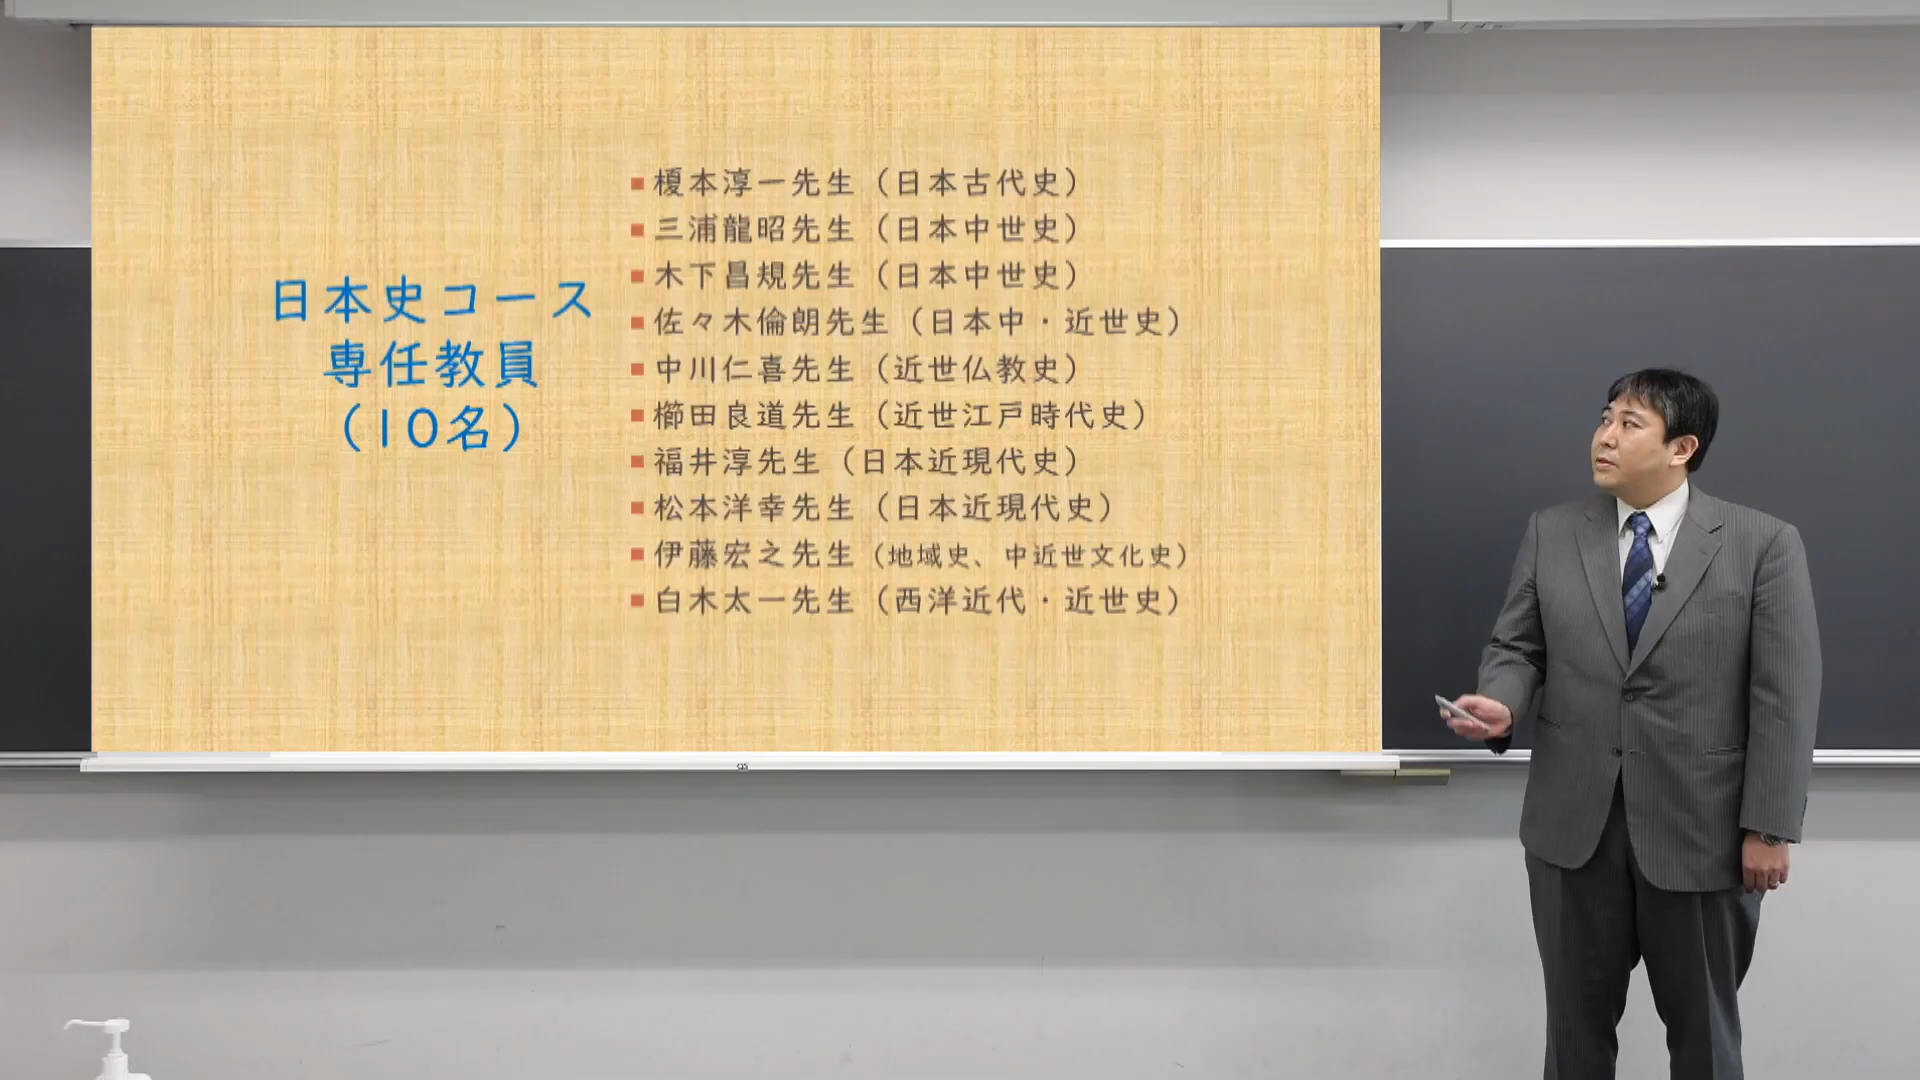 日本史コース
専任教員
（10名）
榎本淳一先生（日本古代史）
三浦龍昭先生（日本中世史）
木下昌規先生（日本中世史）
佐々木倫朗先生（日本中・近世史）
中川仁喜先生（近世仏教史）
櫛田良道先生（近世江戸時代史）
福井淳先生（日本近現代史）
松本洋幸先生（日本近現代史）
伊藤宏之先生（地域史、中近世文化史）
白木太一先生（西洋近代・近世史）